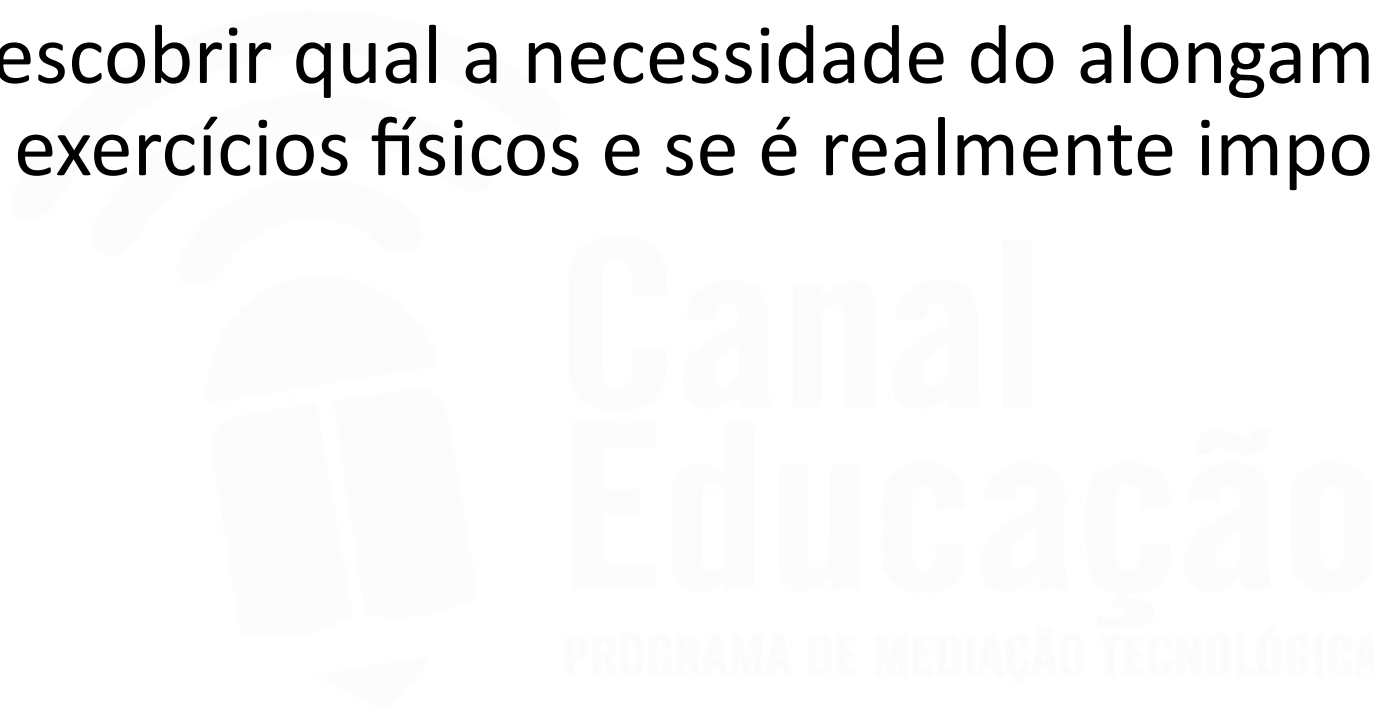 escobrir qual a necessidade do alongam
exercícios físicos e se é realmente impo
Canal
Educação
PROGRAMA DE MEDIAÇÃO TECNOLÓGICA